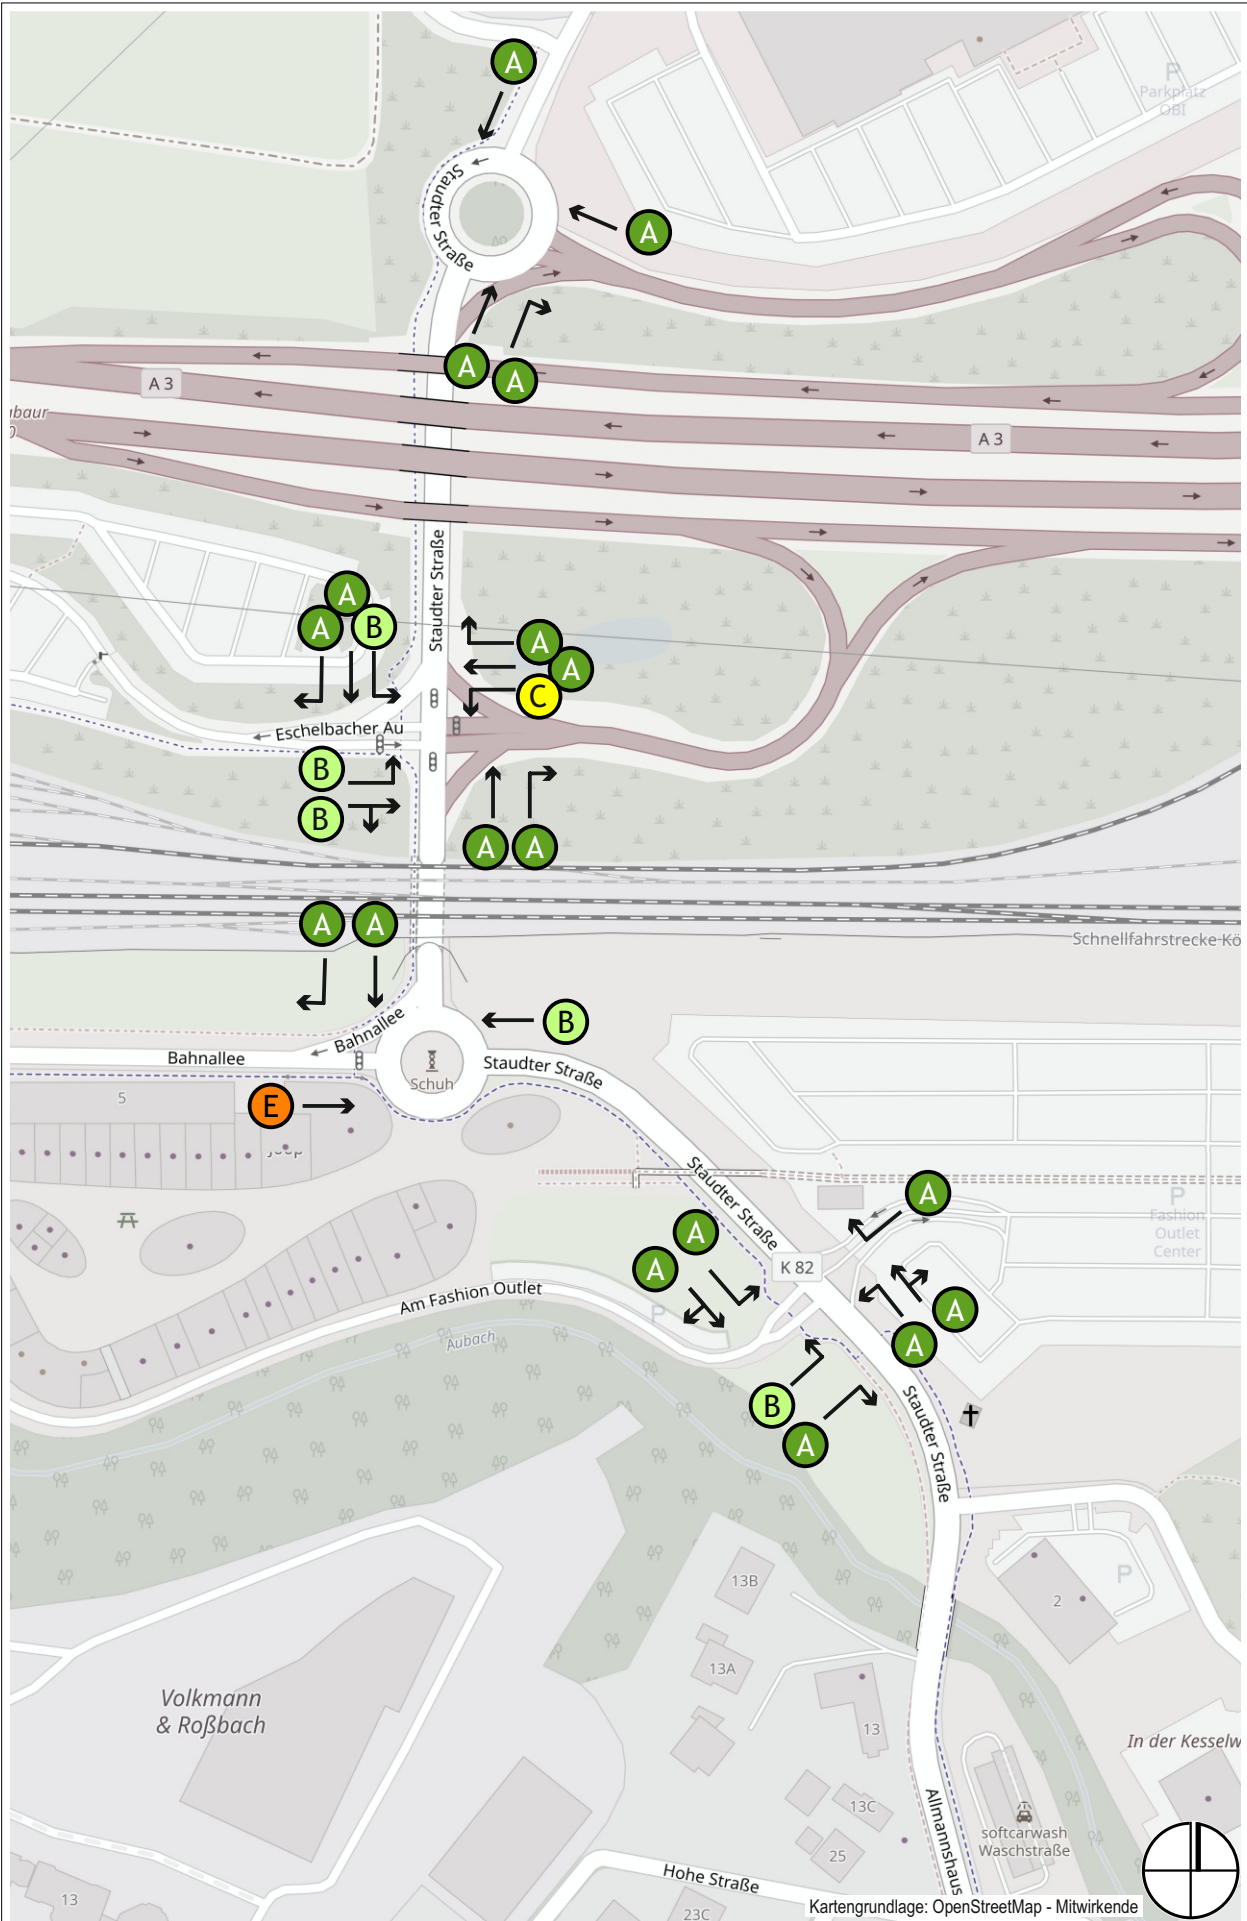 A
P
Parkplatz
OBI
Staudter Straße
A
A
A
A 3
A 3
Staudter Straße
A
A
B
A
A
C
Eschelbacher Au
B
B
A
A
A
A
Schnellfahrstrecke Kö
B
Bahnallee
Bahnallee
Staudter Straße
Schuh
5
E
Staudter Straße
A
P
Fashion
Outlet
Center
A
A
K 82
Am Fashion Outlet
P
A
A
Aubach
B
A
Staudter Straße
13B
2
P
13A
Volkmann
& Roßbach
13
In der Kesselw
Allmannshaus
13C
softcarwash
Waschstraße
25
Hohe Straße
13
23C
Kartengrundlage: OpenStreetMap - Mitwirkende